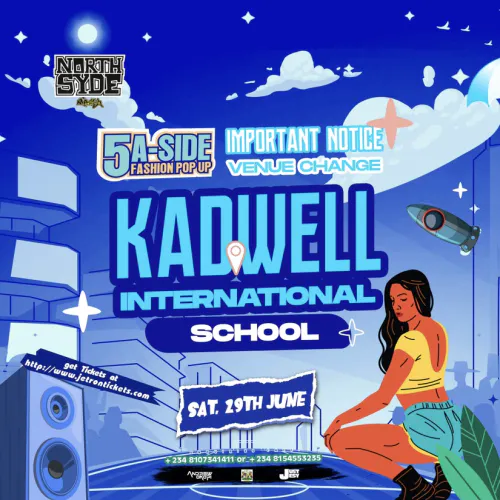 NORTH
SYDE
5A-SIDE
FASHION POP UP
IMPORTANT NOTICE
VENUE CHANGE
KADWELL
INTERNATIONAL
SCHOOL
get Tickets at
http://www.jetrontickets.com
SAT. 29TH JUNE
+ 234 8107341411 or + 234 8154553235